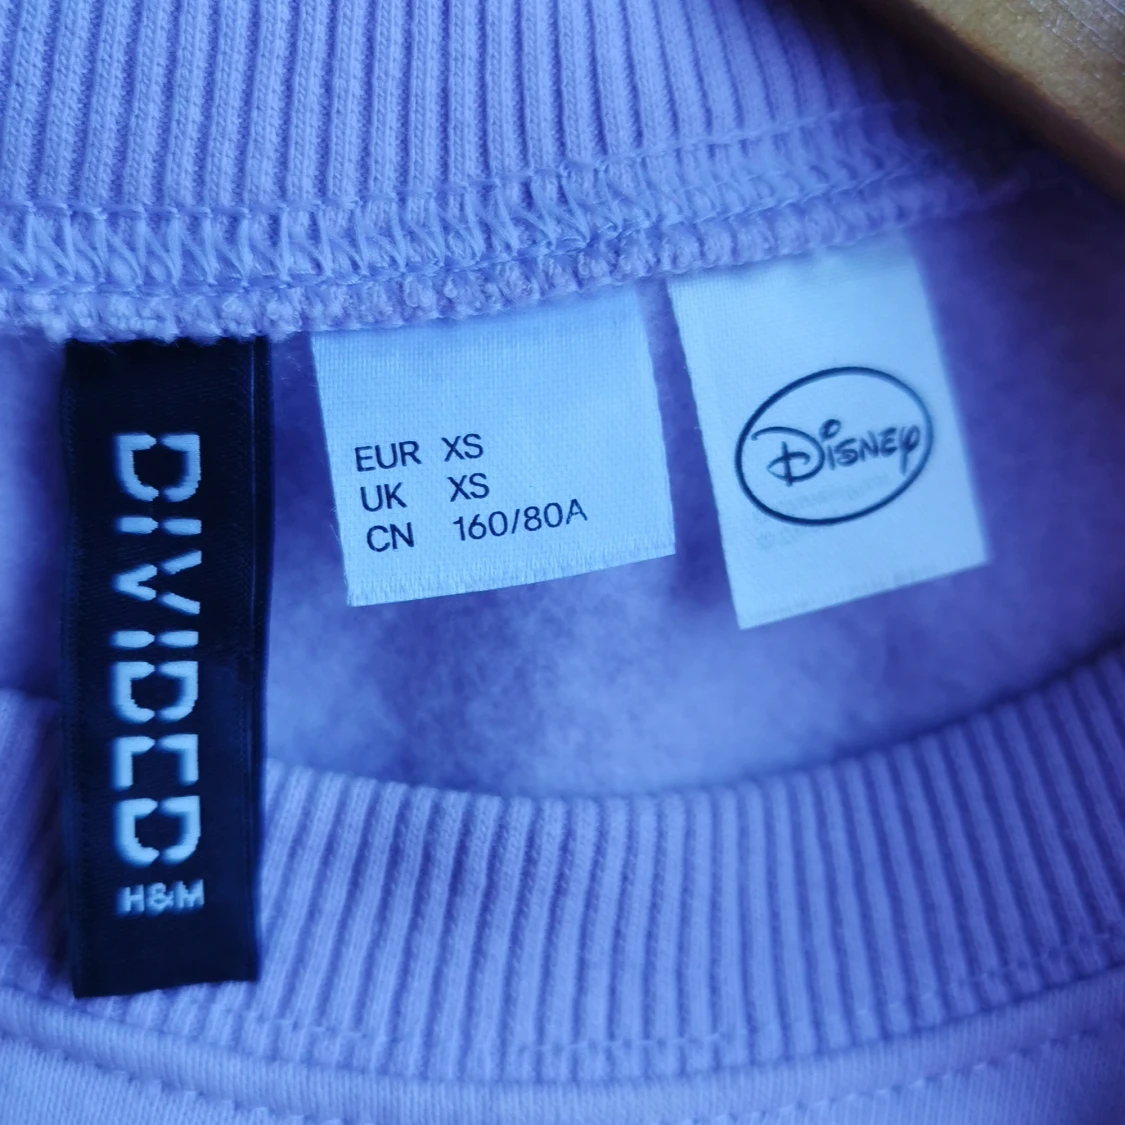 DIVIDED
H&M
EUR XS
UK XS
CN 160/80A
Disney